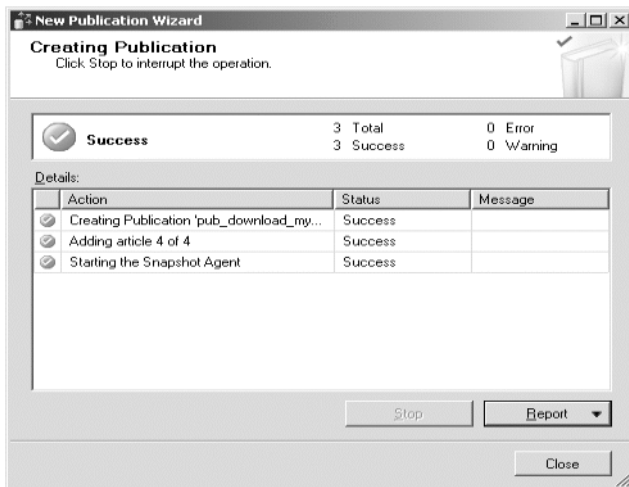 New Publication Wizard
Creating Publication
Click Stop to interrupt the operation.
Success
3 Total 0 Error
3 Success 0 Warning
Details:
Action Status Message
Creating Publication 'pub_download_my... Success
Adding article 4 of 4 Success
Starting the Snapshot Agent Success
Stop Report
Close